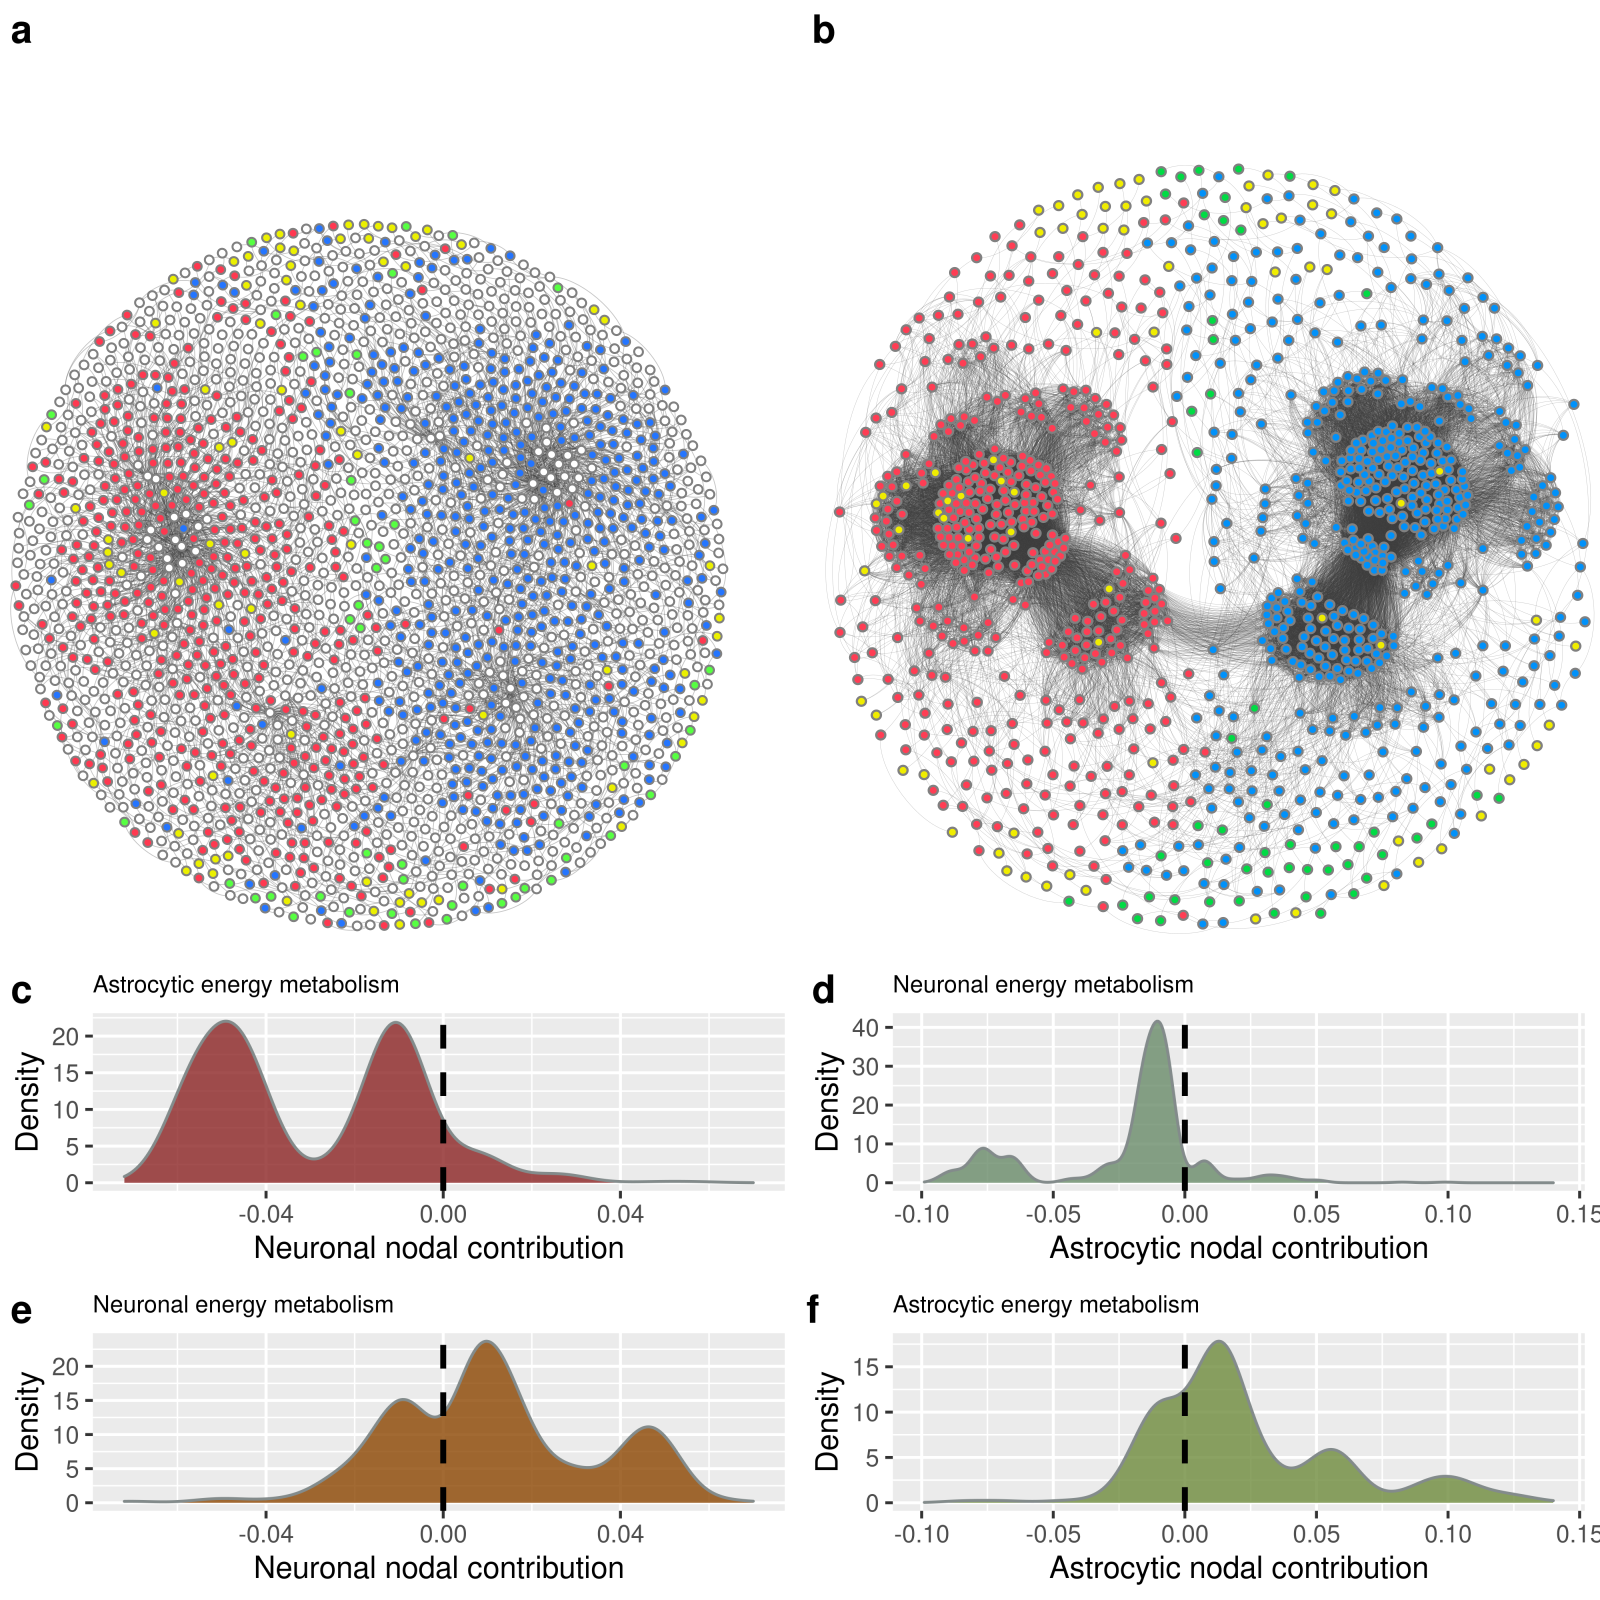 a
b
c
Astrocytic energy metabolism
Density
20
15
10
5
0
-0.04
0.00
0.04
Neuronal nodal contribution
d
Neuronal energy metabolism
Density
40
30
20
10
0
-0.10
-0.05
0.00
0.05
0.10
0.15
Astrocytic nodal contribution
e
Neuronal energy metabolism
Density
20
15
10
5
0
-0.04
0.00
0.04
Neuronal nodal contribution
f
Astrocytic energy metabolism
Density
15
10
5
0
-0.10
-0.05
0.00
0.05
0.10
0.15
Astrocytic nodal contribution